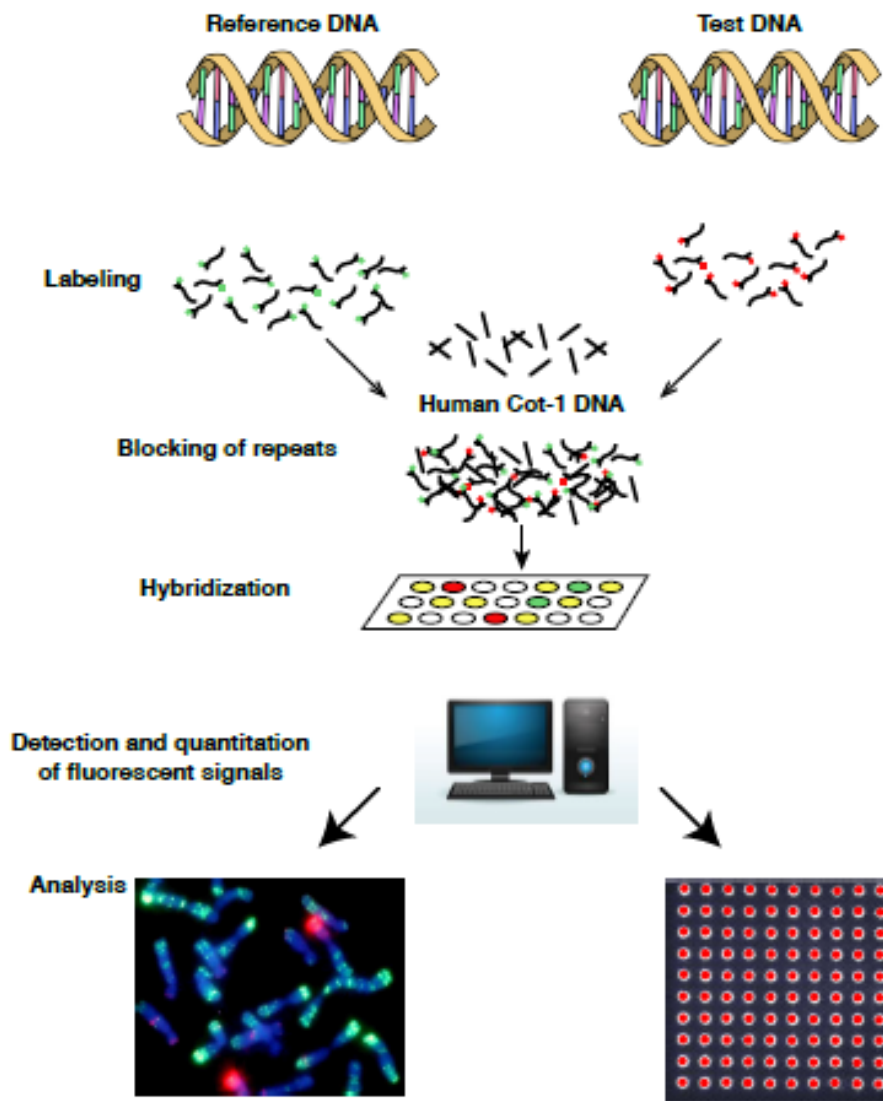 Reference DNA
Test DNA
Labeling
Human Cot-1 DNA
Blocking of repeats
Hybridization
Detection and quantitation
of fluorescent signals
Analysis